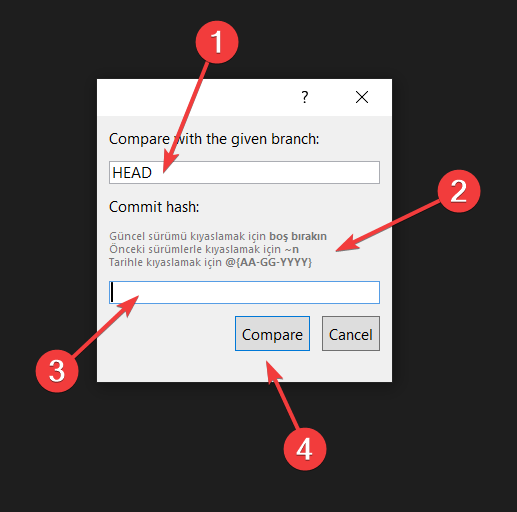 1
?
Compare with the given branch:
HEAD
Commit hash:
2
Güncel sürümü kıyaslamak için boş bırakın
Önceki sürümlerle kıyaslamak için ~n
Tarihle kıyaslamak için @{AA-GG-YYYY}
3
Compare Cancel
4